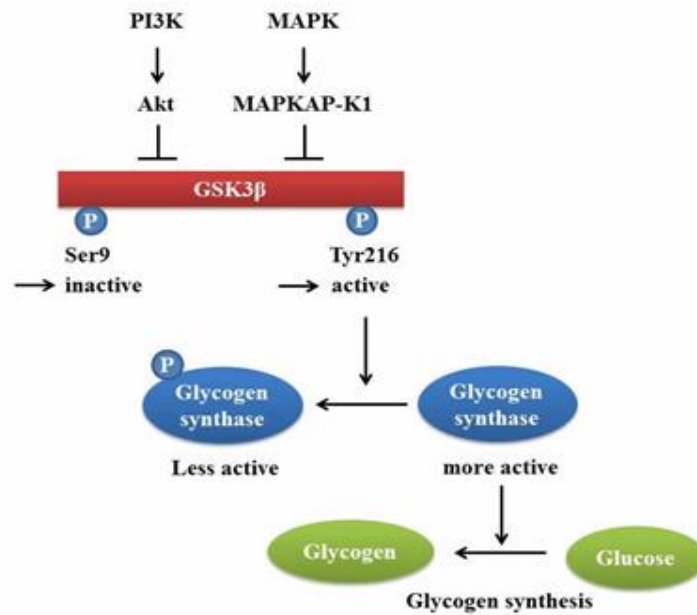 PI3K
MAPK
Akt
MAPKAP-K1
GSK3β
P
P
Ser9
inactive
Tyr216
active
P
Glycogen
synthase
Less active
Glycogen
synthase
more active
Glycogen
Glucose
Glycogen synthesis